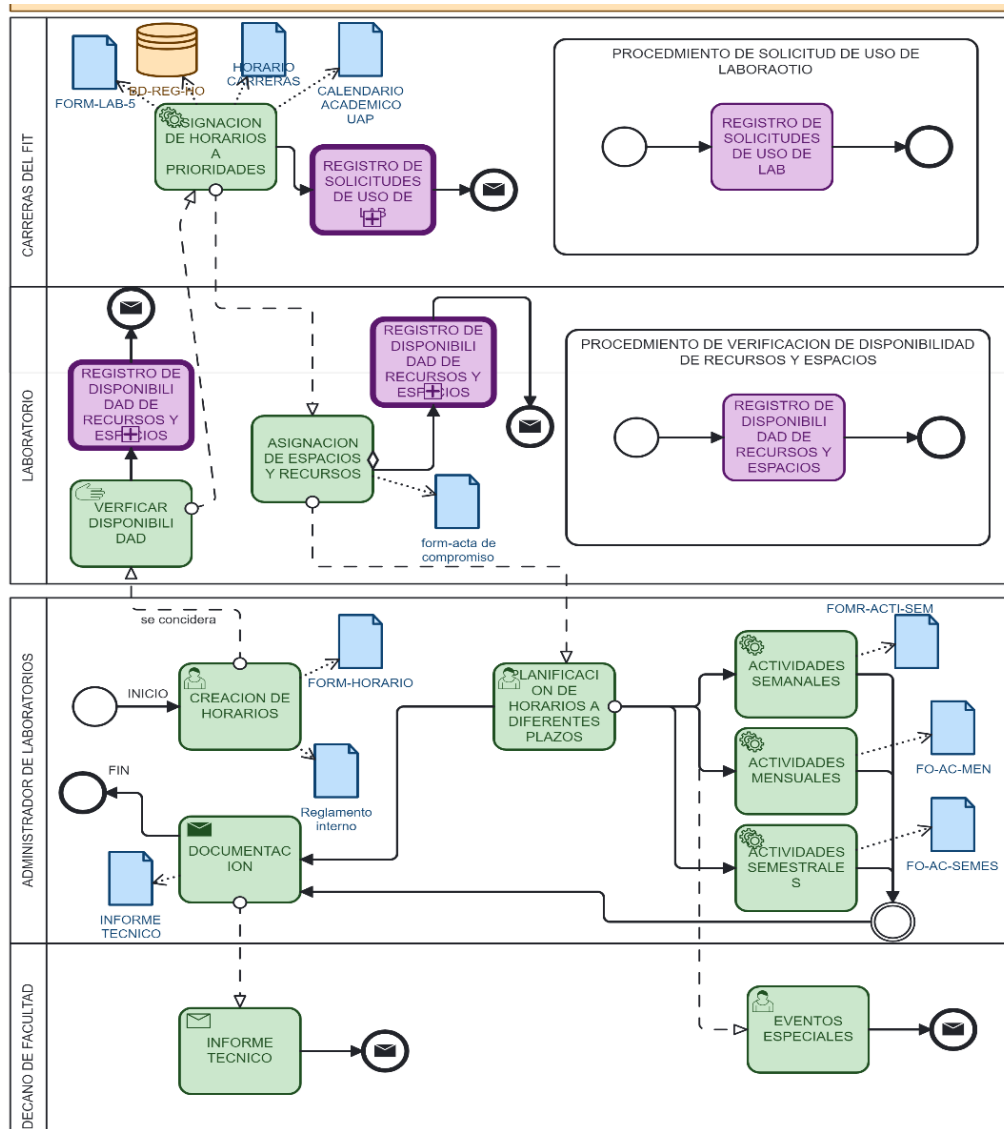 CARRERAS DEL FIT
FORM-LAB-5
BD-REG-NO
HORARIO
CARRERAS
CALENDARIO
ACADEMICO
UAP
ASIGNACION
DE HORARIOS
A
PRIORIDADES
REGISTRO DE
SOLICITUDES
DE USO DE
LAB
PROCEDMIENTO DE SOLICITUD DE USO DE
LABORAOTIO
REGISTRO DE
SOLICITUDES
DE USO DE
LAB
LABORATORIO
REGISTRO DE
DISPONIBILI
DAD DE
RECURSOS Y
ESPACIOS
VERFICAR
DISPONIBILI
DAD
REGISTRO DE
DISPONIBILI
DAD DE
RECURSOS Y
ESPACIOS
ASIGNACION
DE ESPACIOS
Y RECURSOS
form-acta de
compromiso
PROCEDMIENTO DE VERIFICACION DE DISPONIBILIDAD
DE RECURSOS Y ESPACIOS
REGISTRO DE
DISPONIBILI
DAD DE
RECURSOS Y
ESPACIOS
ADMINISTRADOR DE LABORATORIOS
se concidera
INICIO
CREACION DE
HORARIOS
FORM-HORARIO
Reglamento
interno
FIN
DOCUMENTAC
ION
INFORME
TECNICO
PLANIFICAC
ION DE
HORARIOS A
DIFERENTES
PLAZOS
FOMR-ACTI-SEM
ACTIVIDADES
SEMANALES
ACTIVIDADES
MENSUALES
FO-AC-MEN
ACTIVIDADES
SEMESTRALE
S
FO-AC-SEMES
DECANO DE FACULTAD
INFORME
TECNICO
EVENTOS
ESPECIALES